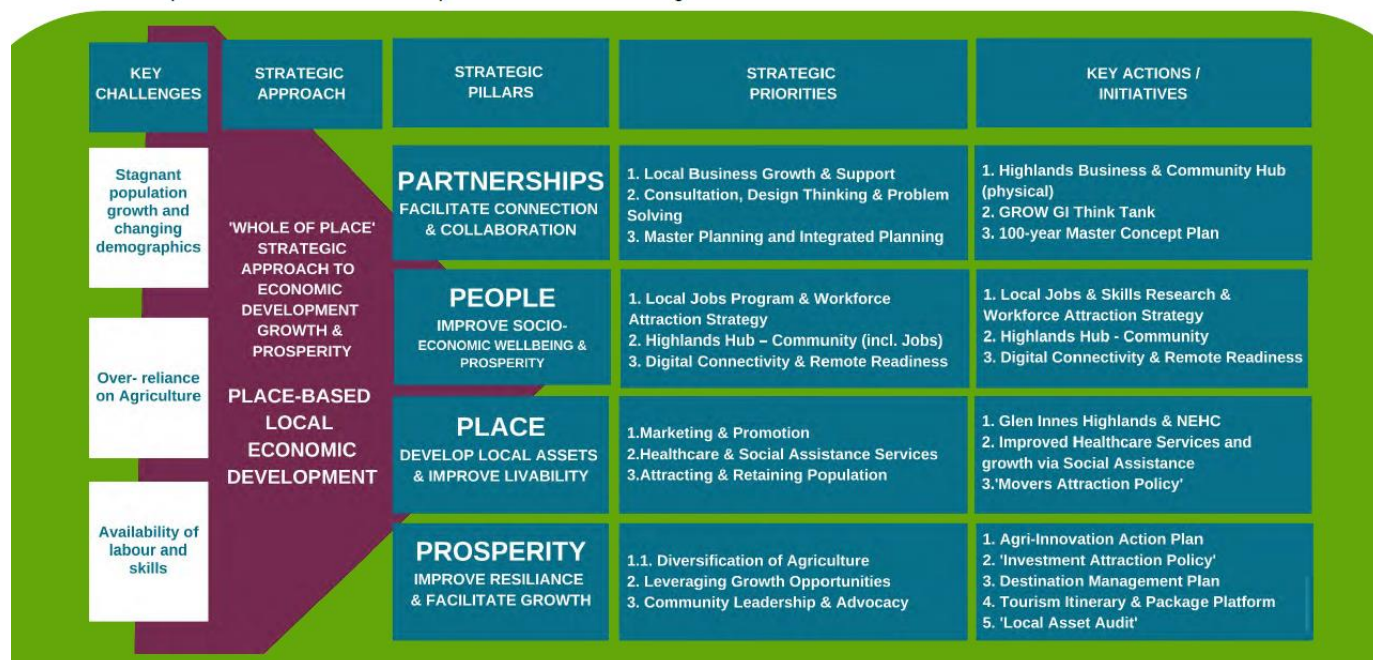 KEY
CHALLENGES
STRATEGIC
APPROACH
STRATEGIC
PILLARS
STRATEGIC
PRIORITIES
KEY ACTIONS /
INITIATIVES
Stagnant
population
growth and
changing
demographics
Over- reliance
on Agriculture
Availability of
labour and
skills
'WHOLE OF PLACE'
STRATEGIC
APPROACH TO
ECONOMIC
DEVELOPMENT
GROWTH &
PROSPERITY
PLACE-BASED
LOCAL
ECONOMIC
DEVELOPMENT
PARTNERSHIPS
FACILITATE CONNECTION
& COLLABORATION
1. Local Business Growth & Support
2. Consultation, Design Thinking & Problem
Solving
3. Master Planning and Integrated Planning
1. Highlands Business & Community Hub
(physical)
2. GROW GI Think Tank
3. 100-year Master Concept Plan
PEOPLE
IMPROVE SOCIO-
ECONOMIC WELLBEING &
PROSPERITY
1. Local Jobs Program & Workforce
Attraction Strategy
2. Highlands Hub – Community (incl. Jobs)
3. Digital Connectivity & Remote Readiness
1. Local Jobs & Skills Research &
Workforce Attraction Strategy
2. Highlands Hub - Community
3. Digital Connectivity & Remote Readiness
PLACE
DEVELOP LOCAL ASSETS
& IMPROVE LIVABILITY
1.Marketing & Promotion
2.Healthcare & Social Assistance Services
3.Attracting & Retaining Population
1. Glen Innes Highlands & NEHC
2. Improved Healthcare Services and
growth via Social Assistance
3.'Movers Attraction Policy'
PROSPERITY
IMPROVE RESILIANCE
& FACILITATE GROWTH
1.1. Diversification of Agriculture
2. Leveraging Growth Opportunities
3. Community Leadership & Advocacy
1. Agri-Innovation Action Plan
2. 'Investment Attraction Policy'
3. Destination Management Plan
4. Tourism Itinerary & Package Platform
5. 'Local Asset Audit'